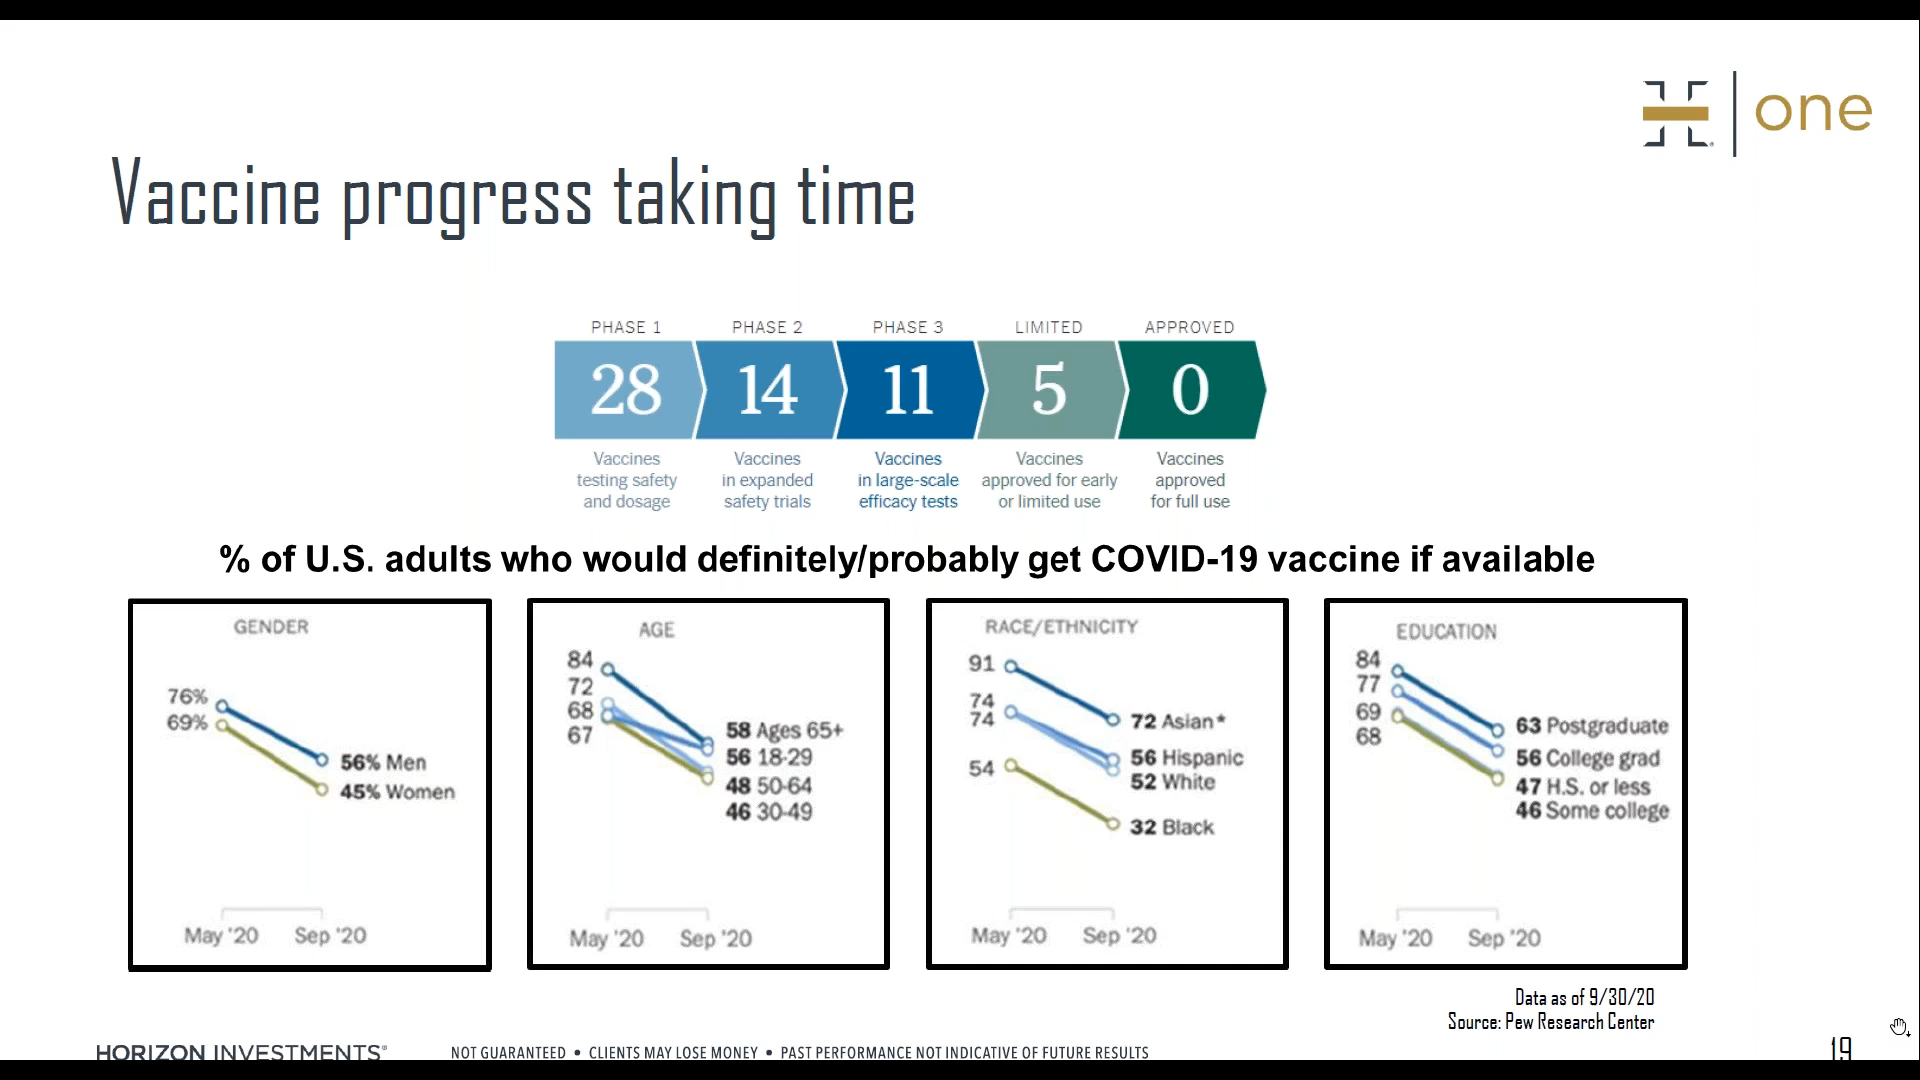 one
Vaccine progress taking time
PHASE 1 PHASE 2 PHASE 3 LIMITED APPROVED
28 14 11 5 0
Vaccines testing safety and dosage
Vaccines in expanded safety trials
Vaccines in large-scale efficacy tests
Vaccines approved for early or limited use
Vaccines approved for full use
% of U.S. adults who would definitely/probably get COVID-19 vaccine if available
GENDER
76%
69%
56% Men
45% Women
May '20 Sep '20
AGE
84
72
68
67
58 Ages 65+
56 18-29
48 50-64
46 30-49
May '20 Sep '20
RACE/ETHNICITY
91
74
74
54
72 Asian*
56 Hispanic
52 White
32 Black
May '20 Sep '20
EDUCATION
84
77
69
68
63 Postgraduate
56 College grad
47 H.S. or less
46 Some college
May '20 Sep '20
Data as of 9/30/20
Source: Pew Research Center
HORIZON INVESTMENTS® NOT GUARANTEED • CLIENTS MAY LOSE MONEY • PAST PERFORMANCE NOT INDICATIVE OF FUTURE RESULTS 19